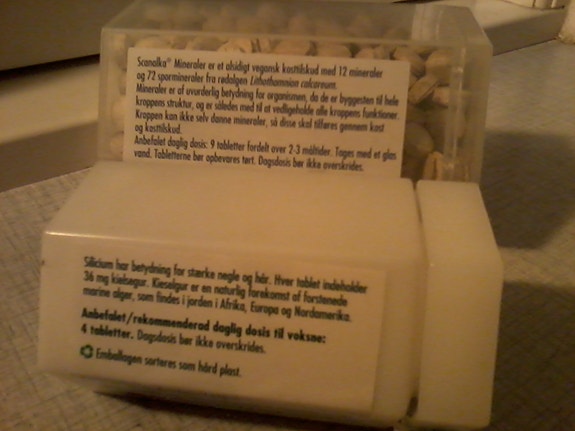 Scanalka® Mineraler er et alsidigt vegansk kosttilskud med 12 mineraler
og 72 spormineraler fra rødalgen Lithothamnion calcareum.
Mineraler er af uvurderlig betydning for organismen, da de er byggesten til hele
kroppens struktur, og er således med til at vedligeholde alle kroppens funktioner.
Kroppen kan ikke selv danne mineraler, så disse skal tilføres gennem kost
og kosttilskud.
Anbefalet daglig dosis: 9 tabletter fordelt over 2-3 måltider. Tages med et glas
vand. Tabletterne bør opbevares tørt. Dagsdosis bør ikke overskrides.
Silicium har betydning for stærke negle og hår. Hver tablet indeholder
36 mg kiselsegur. Kieselgur er en naturlig forekomst af forstenede
marine alger, som findes i jorden i Afrika, Europa og Nordamerika.
Anbefalet/rekommenderad daglig dosis til voksne:
4 tabletter. Dagsdosis bør ikke overskrides.
Emballagen sorteres som hård plast.